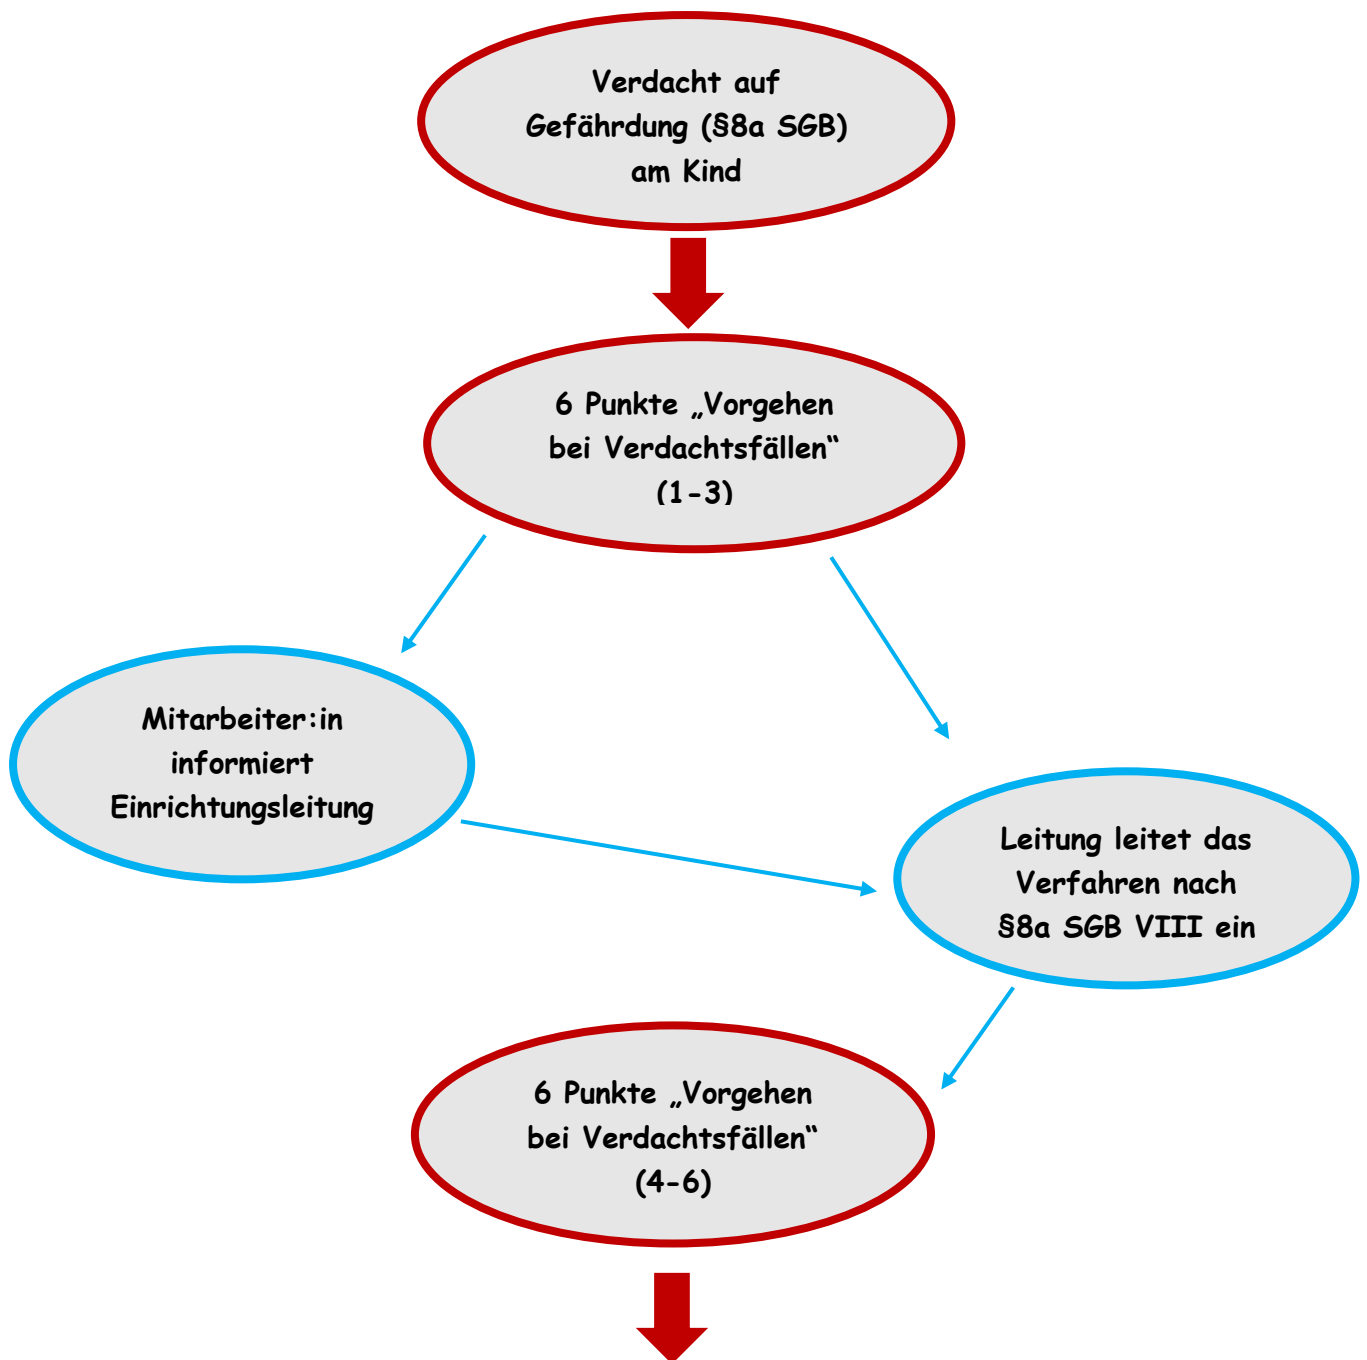 Verdacht auf
Gefährdung (§8a SGB)
am Kind
6 Punkte „Vorgehen
bei Verdachtsfällen“
(1-3)
Mitarbeiter:in
informiert
Einrichtungsleitung
Leitung leitet das
Verfahren nach
§8a SGB VIII ein
6 Punkte „Vorgehen
bei Verdachtsfällen“
(4-6)